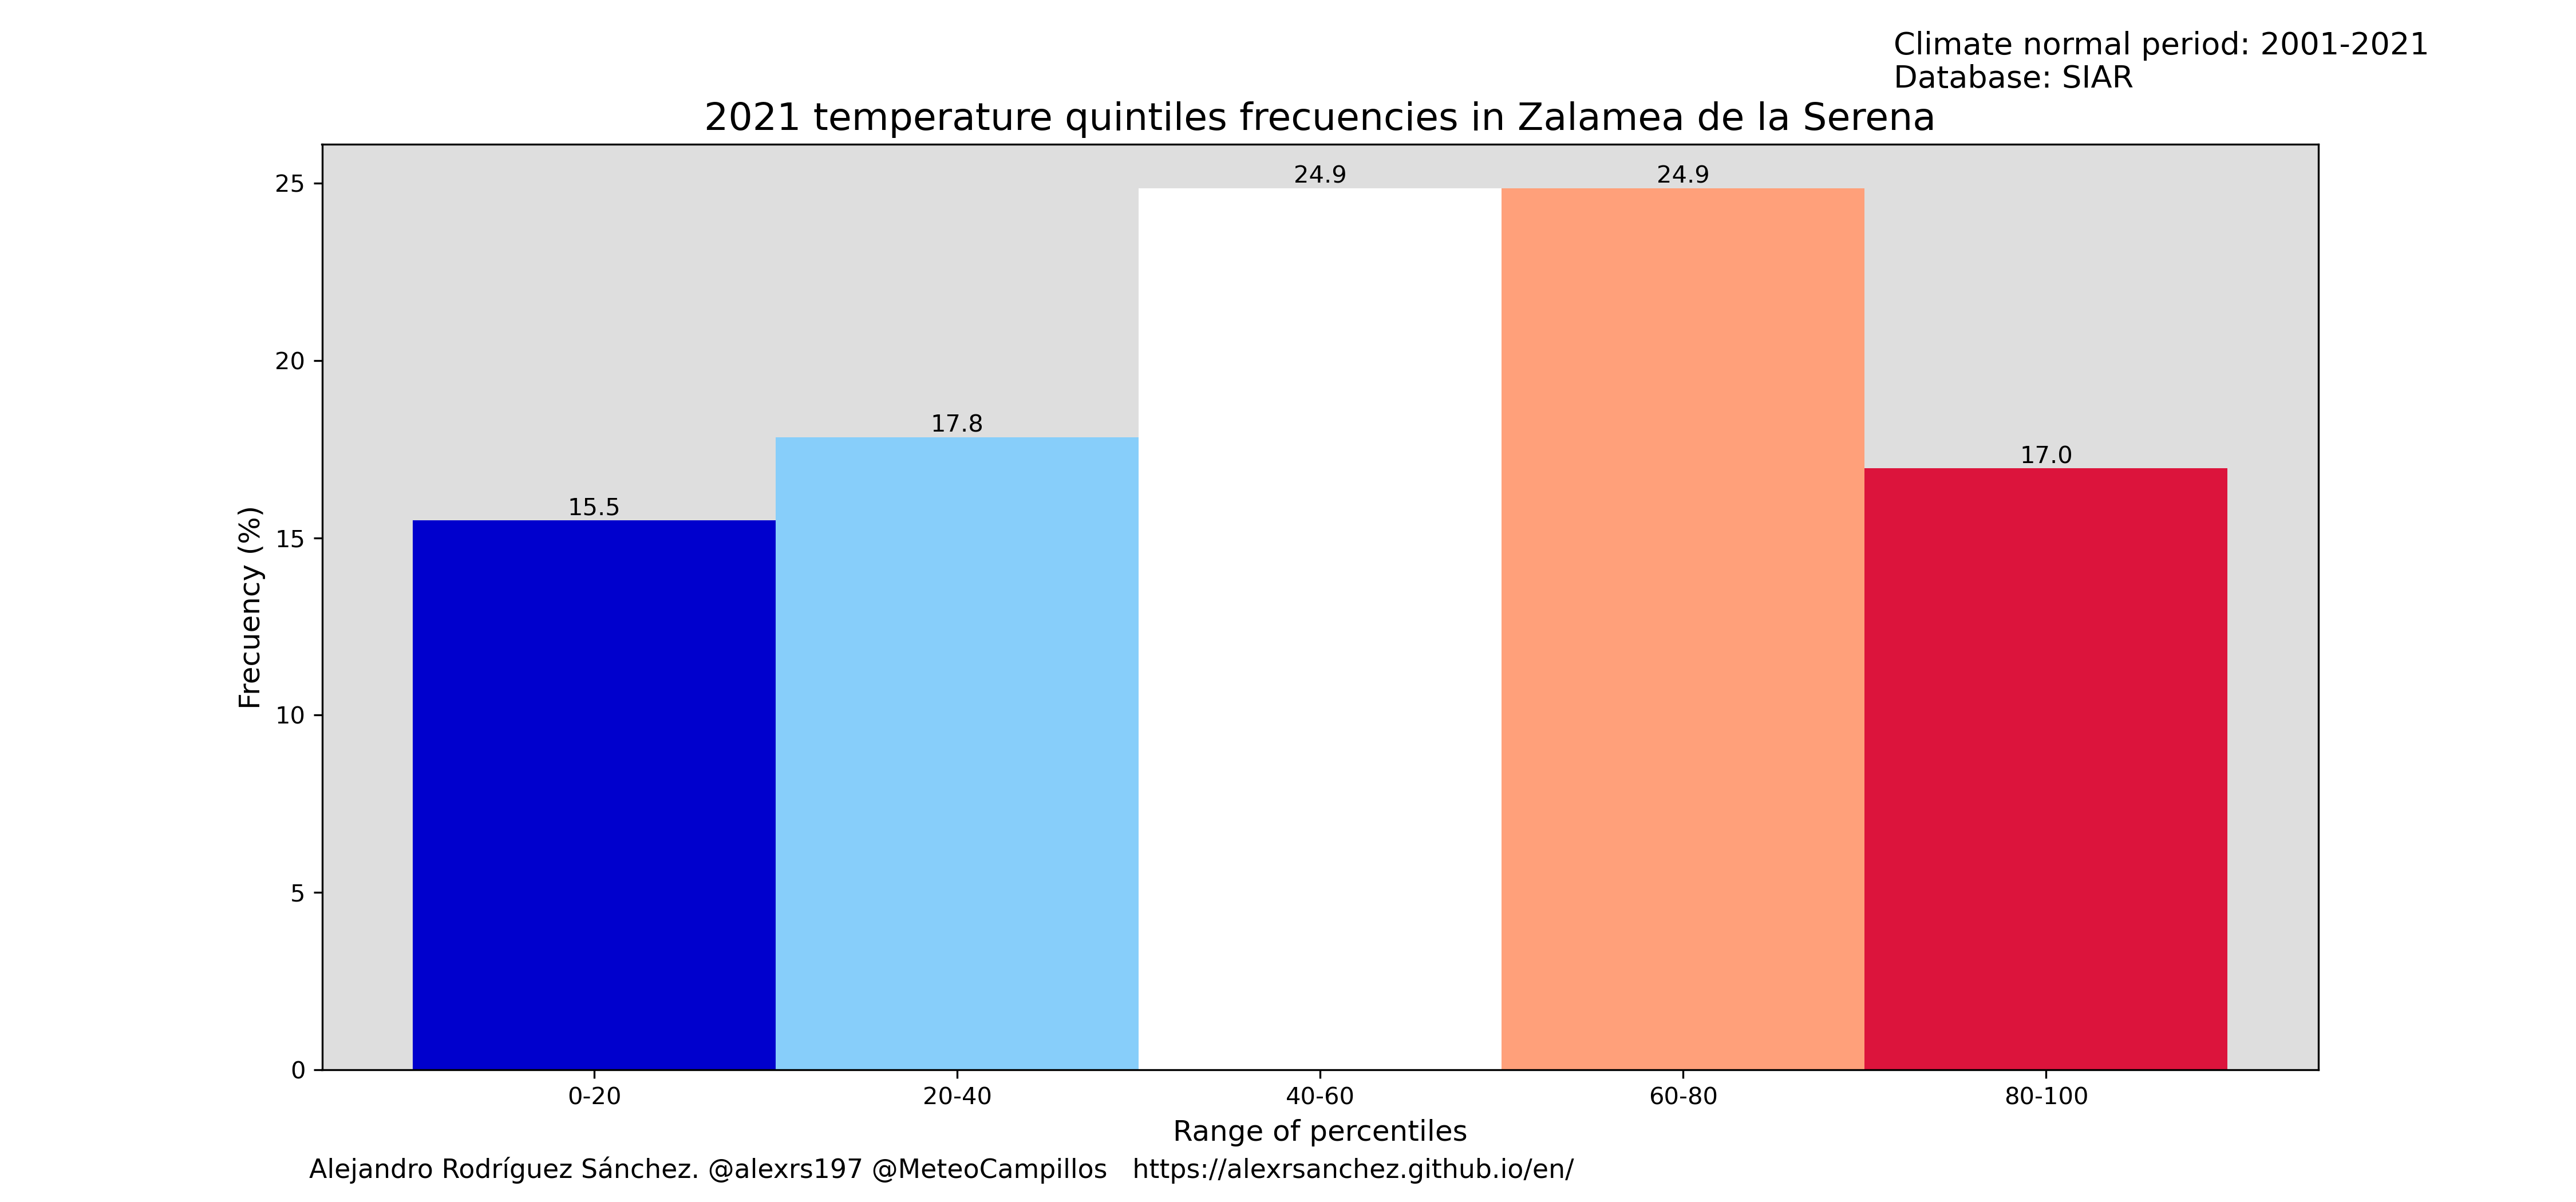 Climate normal period: 2001-2021
Database: SIAR
2021 temperature quintiles frecuencies in Zalamea de la Serena
Frecuency (%)
25
20
15
10
5
0
24.9
24.9
17.8
17.0
15.5
0-20
20-40
40-60
60-80
80-100
Range of percentiles
Alejandro Rodríguez Sánchez. @alexrs197 @MeteoCampillos https://alexrsanchez.github.io/en/